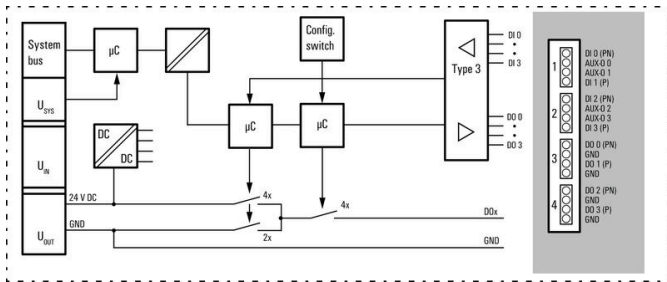 System
bus
U SYS
U IN
U OUT
µC
DC
DC
24 V DC
GND
µC
Config.
switch
µC
4x
2x
4x
Type 3
DI 0
DI 3
DO 0
DO 3
DOx
GND
1
DI 0 (PN)
AUX-O 0
AUX-O 1
DI 1 (P)
2
DI 2 (PN)
AUX-O 2
AUX-O 3
DI 3 (P)
3
DO 0 (PN)
GND
DO 1 (P)
GND
4
DO 2 (PN)
GND
DO 3 (P)
GND